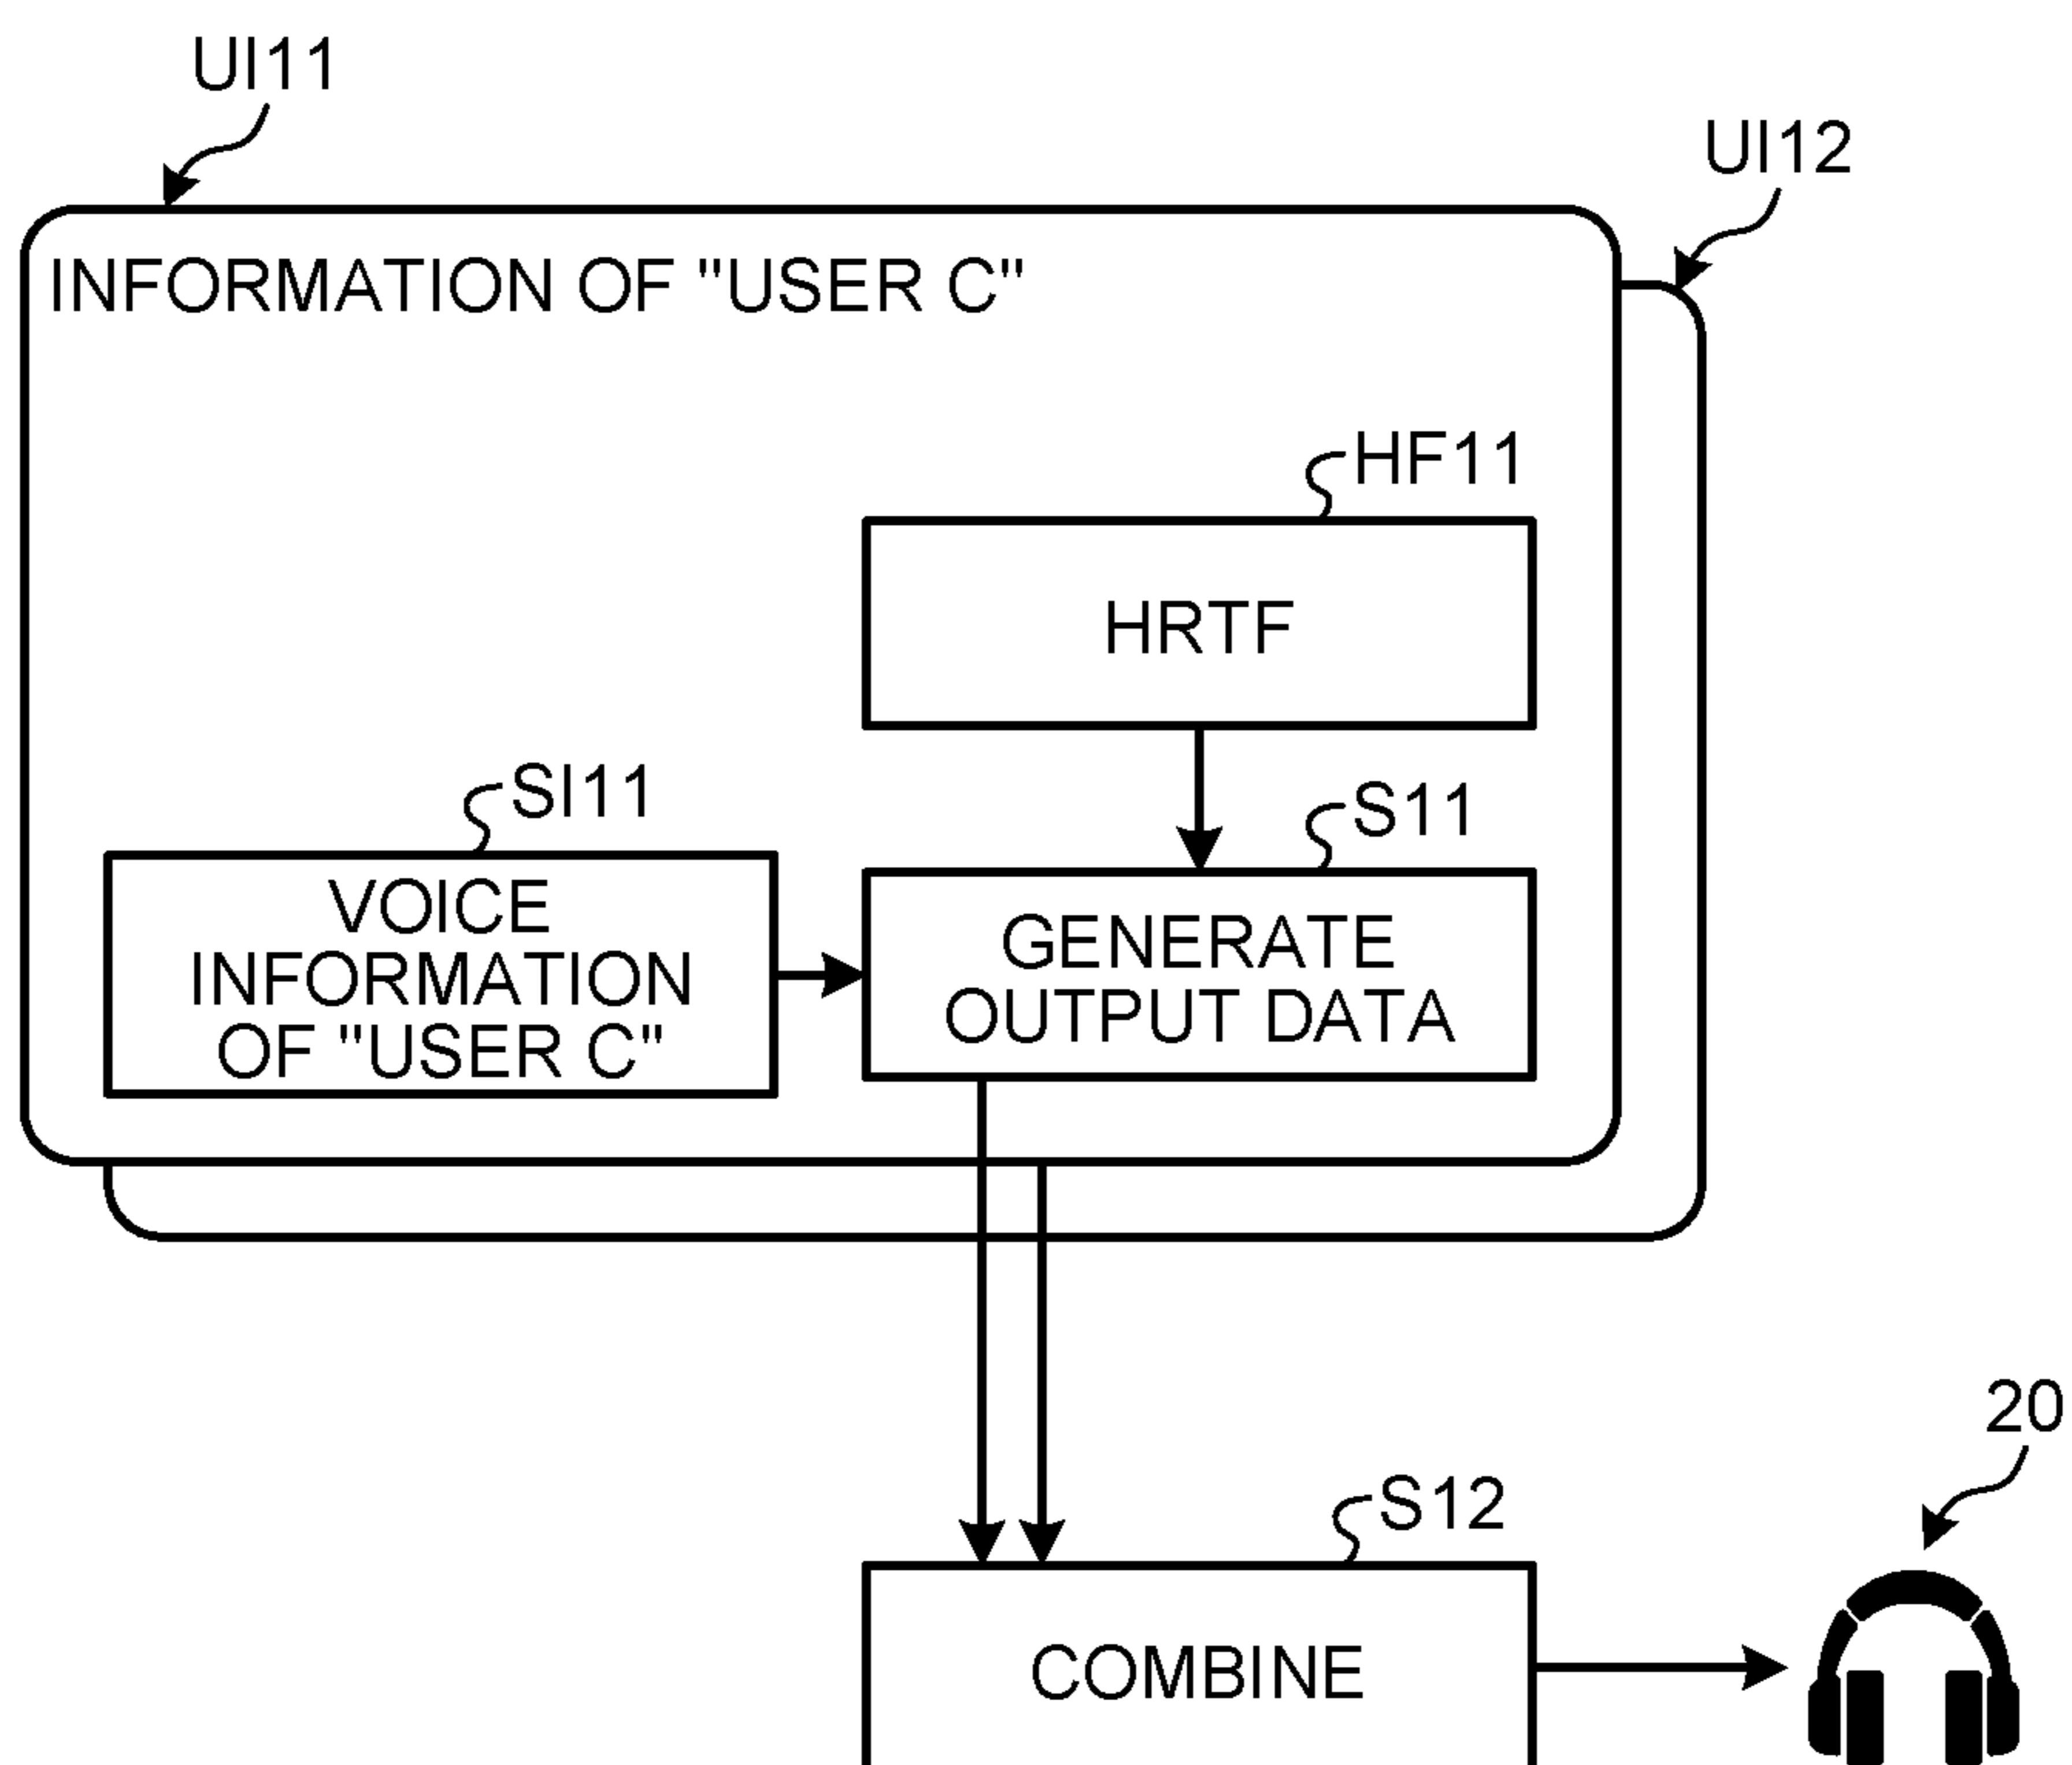 UI11
UI12
INFORMATION OF "USER C"
HF11
HRTF
SI11
S11
VOICE
INFORMATION
OF "USER C"
GENERATE
OUTPUT DATA
20
S12
COMBINE